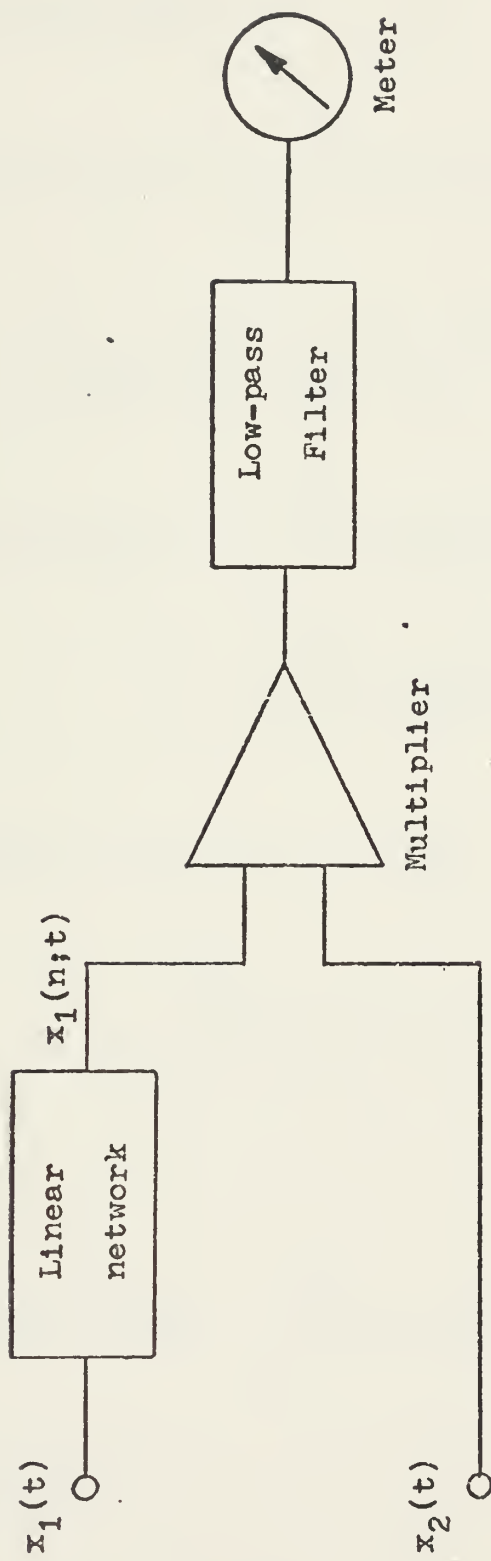 x₁(t)
Linear
network
x₁(n;t)
x₂(t)
Multiplier
Low-pass
Filter
Meter